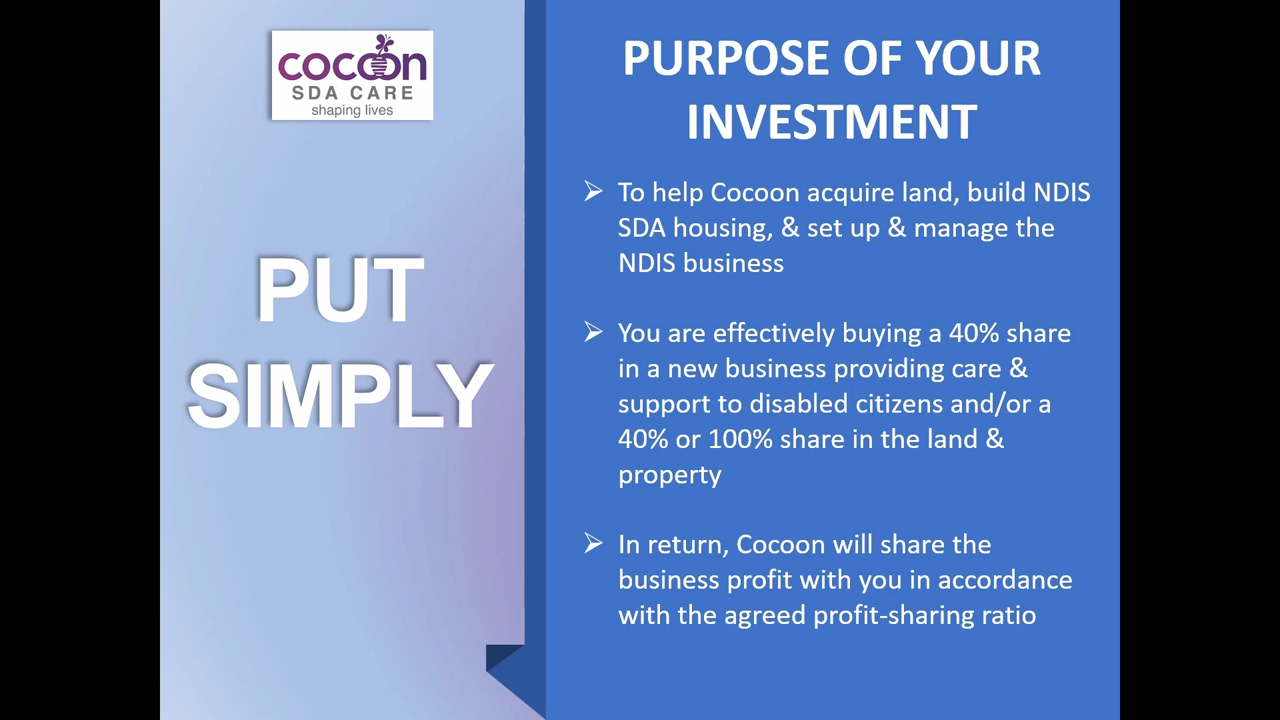 cocoon
SDA CARE
shaping lives
PUT
SIMPLY
PURPOSE OF YOUR
INVESTMENT
➢ To help Cocoon acquire land, build NDIS
SDA housing, & set up & manage the
NDIS business
➢ You are effectively buying a 40% share
in a new business providing care &
support to disabled citizens and/or a
40% or 100% share in the land &
property
➢ In return, Cocoon will share the
business profit with you in accordance
with the agreed profit-sharing ratio